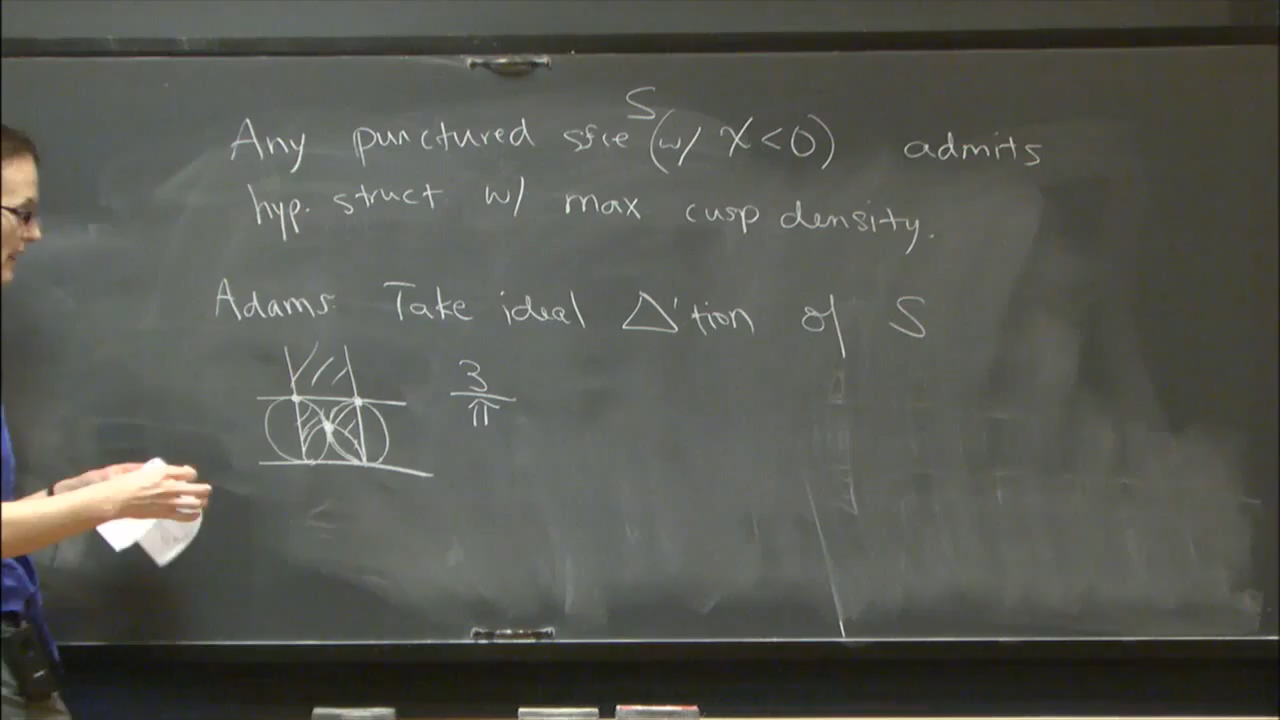 S
Any punctured sfce (w/ χ<0) admits
hyp. struct w/ max cusp density.
Adams: Take ideal Δ'tion of S
3
π